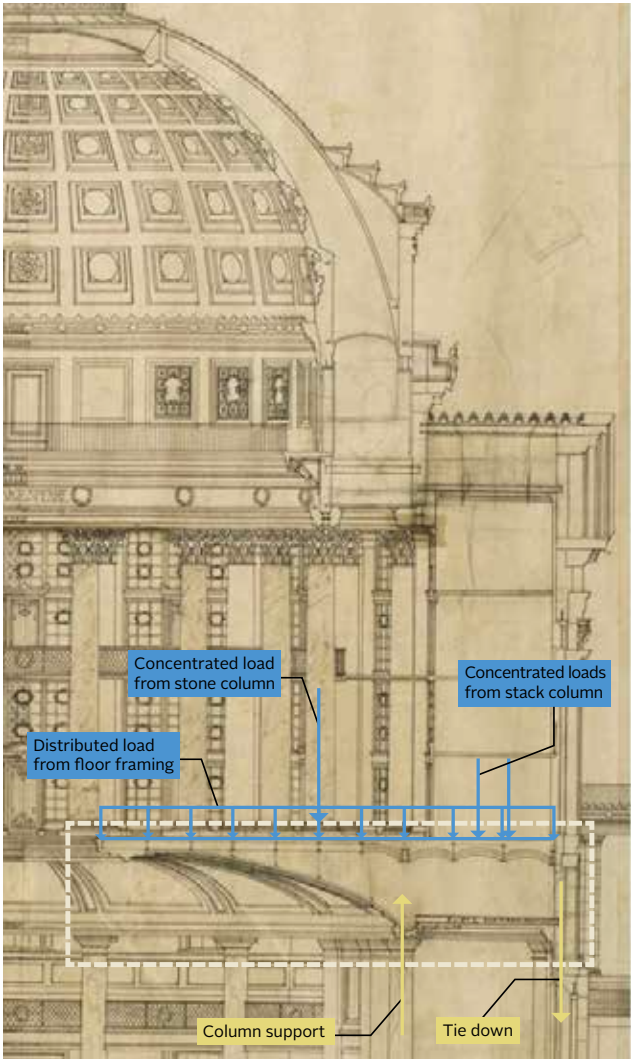 Concentrated load
from stone column
Concentrated loads
from stack column
Distributed load
from floor framing
Column support
Tie down